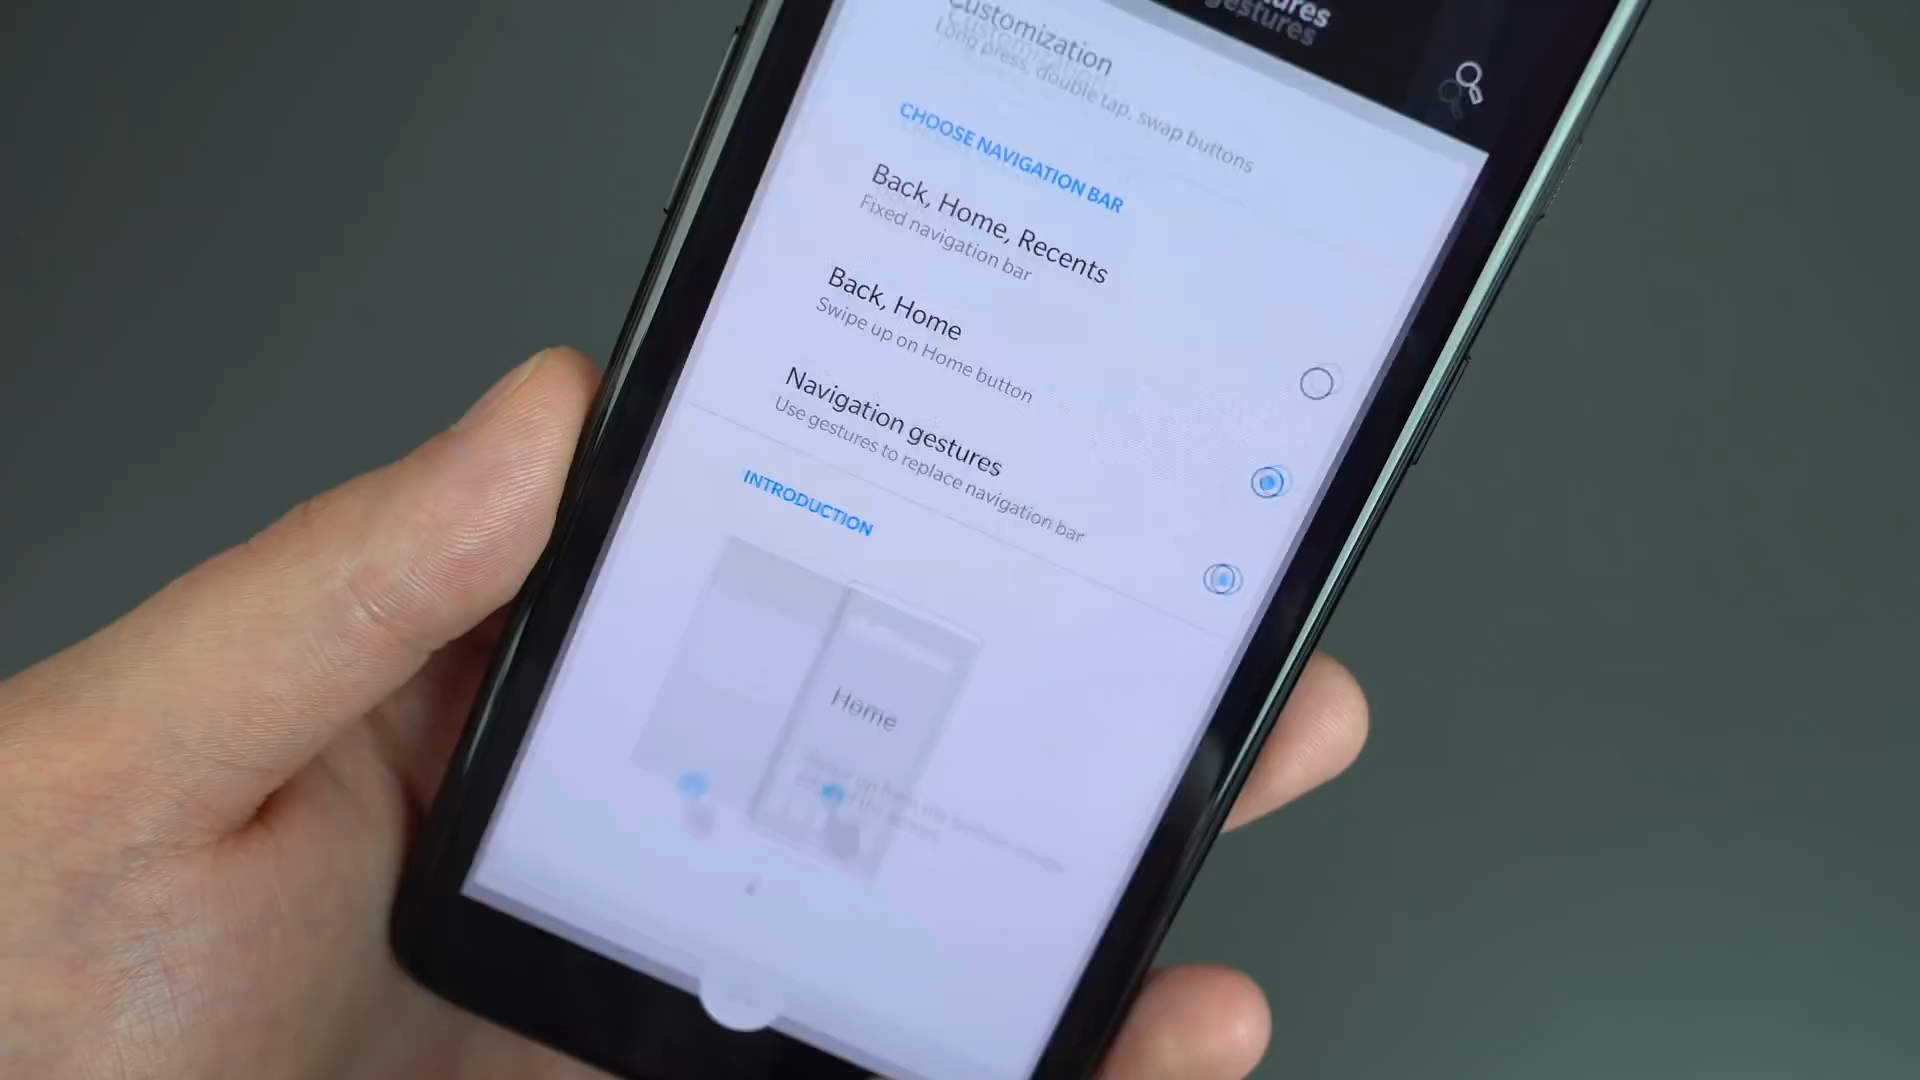 gestures
Customization
Long press, double tap, swap buttons
CHOOSE NAVIGATION BAR
Back, Home, Recents
Fixed navigation bar
Back, Home
Swipe up on Home button
Navigation gestures
Use gestures to replace navigation bar
INTRODUCTION
Home